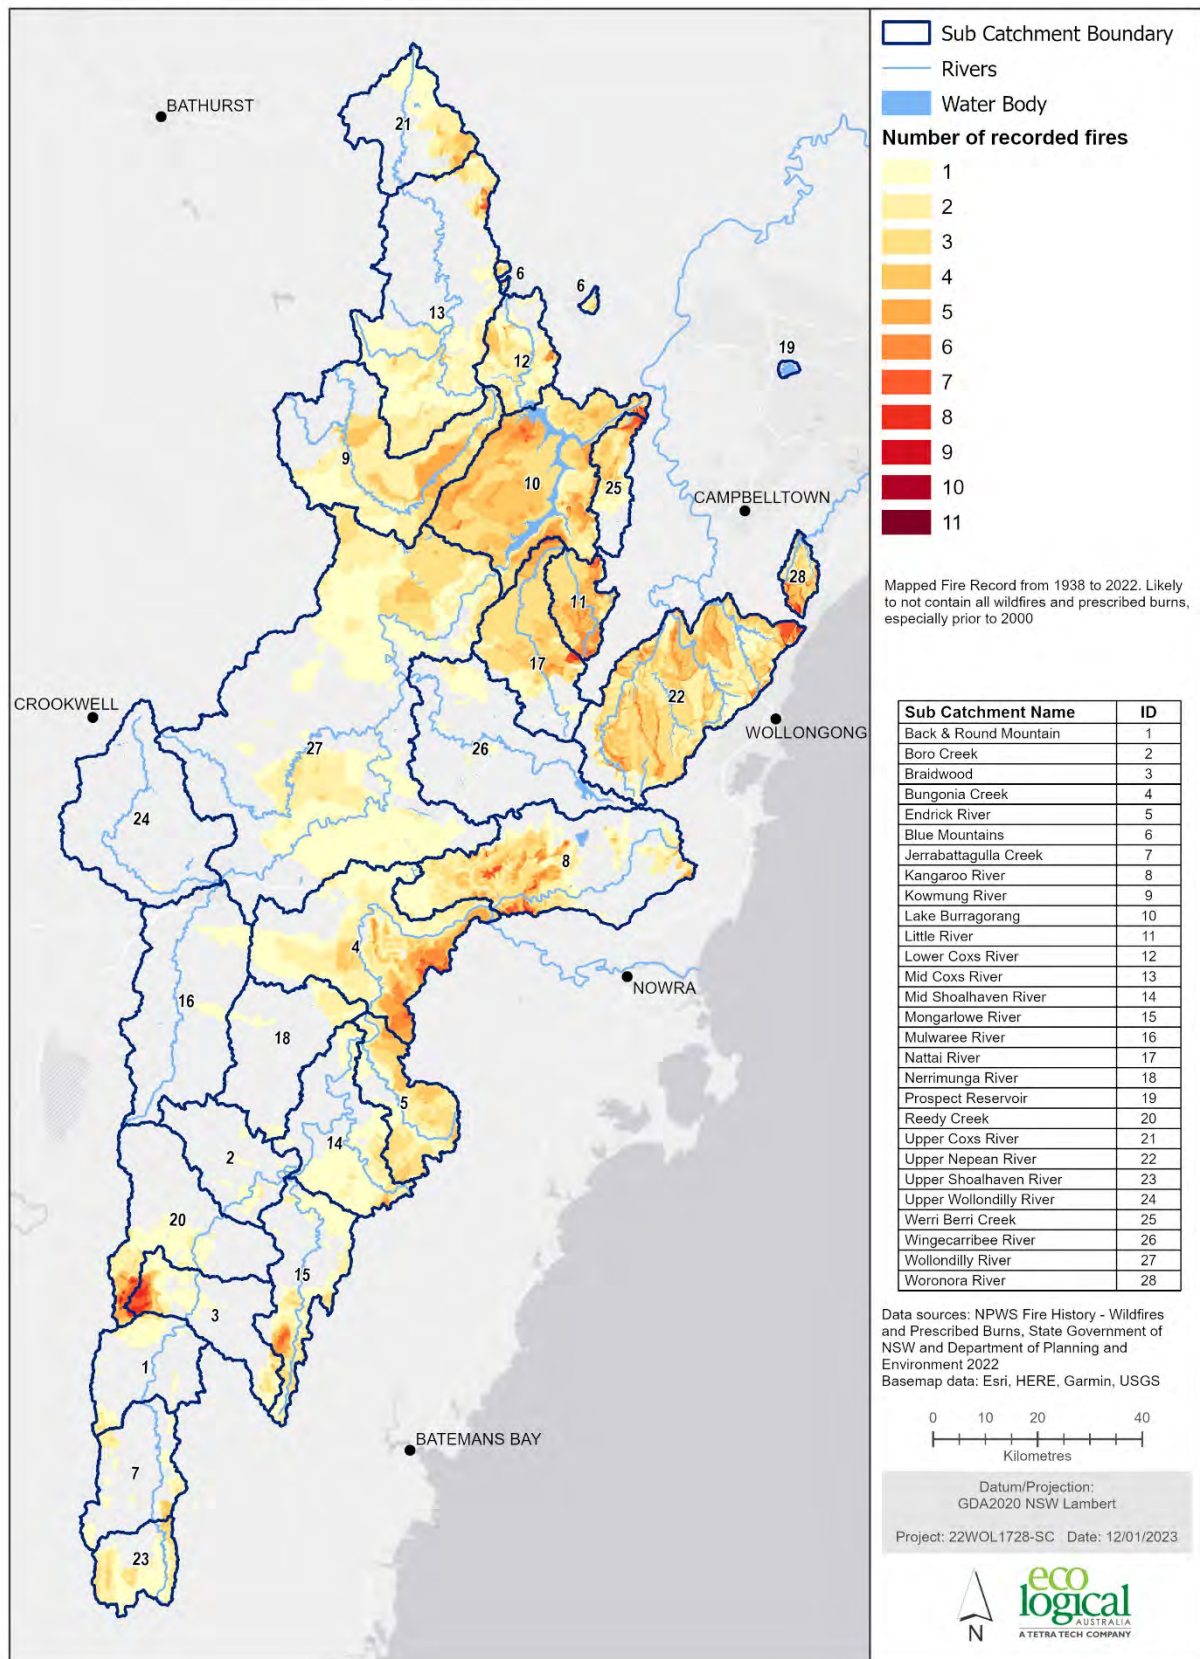 BATHURST
21
6
6
13
19
12
9
10
25
CAMPBELLTOWN
28
11
17
22
CROOKWELL
WOLLONGONG
27
26
24
8
4
NOWRA
16
18
5
14
2
20
15
3
1
BATEMANS BAY
7
23
Sub Catchment Boundary
Rivers
Water Body
Number of recorded fires
1
2
3
4
5
6
7
8
9
10
11
Mapped Fire Record from 1938 to 2022. Likely
to not contain all wildfires and prescribed burns,
especially prior to 2000
Sub Catchment Name ID
Back & Round Mountain 1
Boro Creek 2
Braidwood 3
Bungonia Creek 4
Endrick River 5
Blue Mountains 6
Jerrabattagulla Creek 7
Kangaroo River 8
Kowmung River 9
Lake Burragorang 10
Little River 11
Lower Coxs River 12
Mid Coxs River 13
Mid Shoalhaven River 14
Mongarlowe River 15
Mulwaree River 16
Nattai River 17
Nerrimunga River 18
Prospect Reservoir 19
Reedy Creek 20
Upper Coxs River 21
Upper Nepean River 22
Upper Shoalhaven River 23
Upper Wollondilly River 24
Werri Berri Creek 25
Wingecarribee River 26
Wollondilly River 27
Woronora River 28
Data sources: NPWS Fire History - Wildfires
and Prescribed Burns, State Government of
NSW and Department of Planning and
Environment 2022
Basemap data: Esri, HERE, Garmin, USGS
0 10 20 40
Kilometres
Datum/Projection:
GDA2020 NSW Lambert
Project: 22WOL1728-SC Date: 12/01/2023
N
eco
logical
AUSTRALIA
A TETRA TECH COMPANY